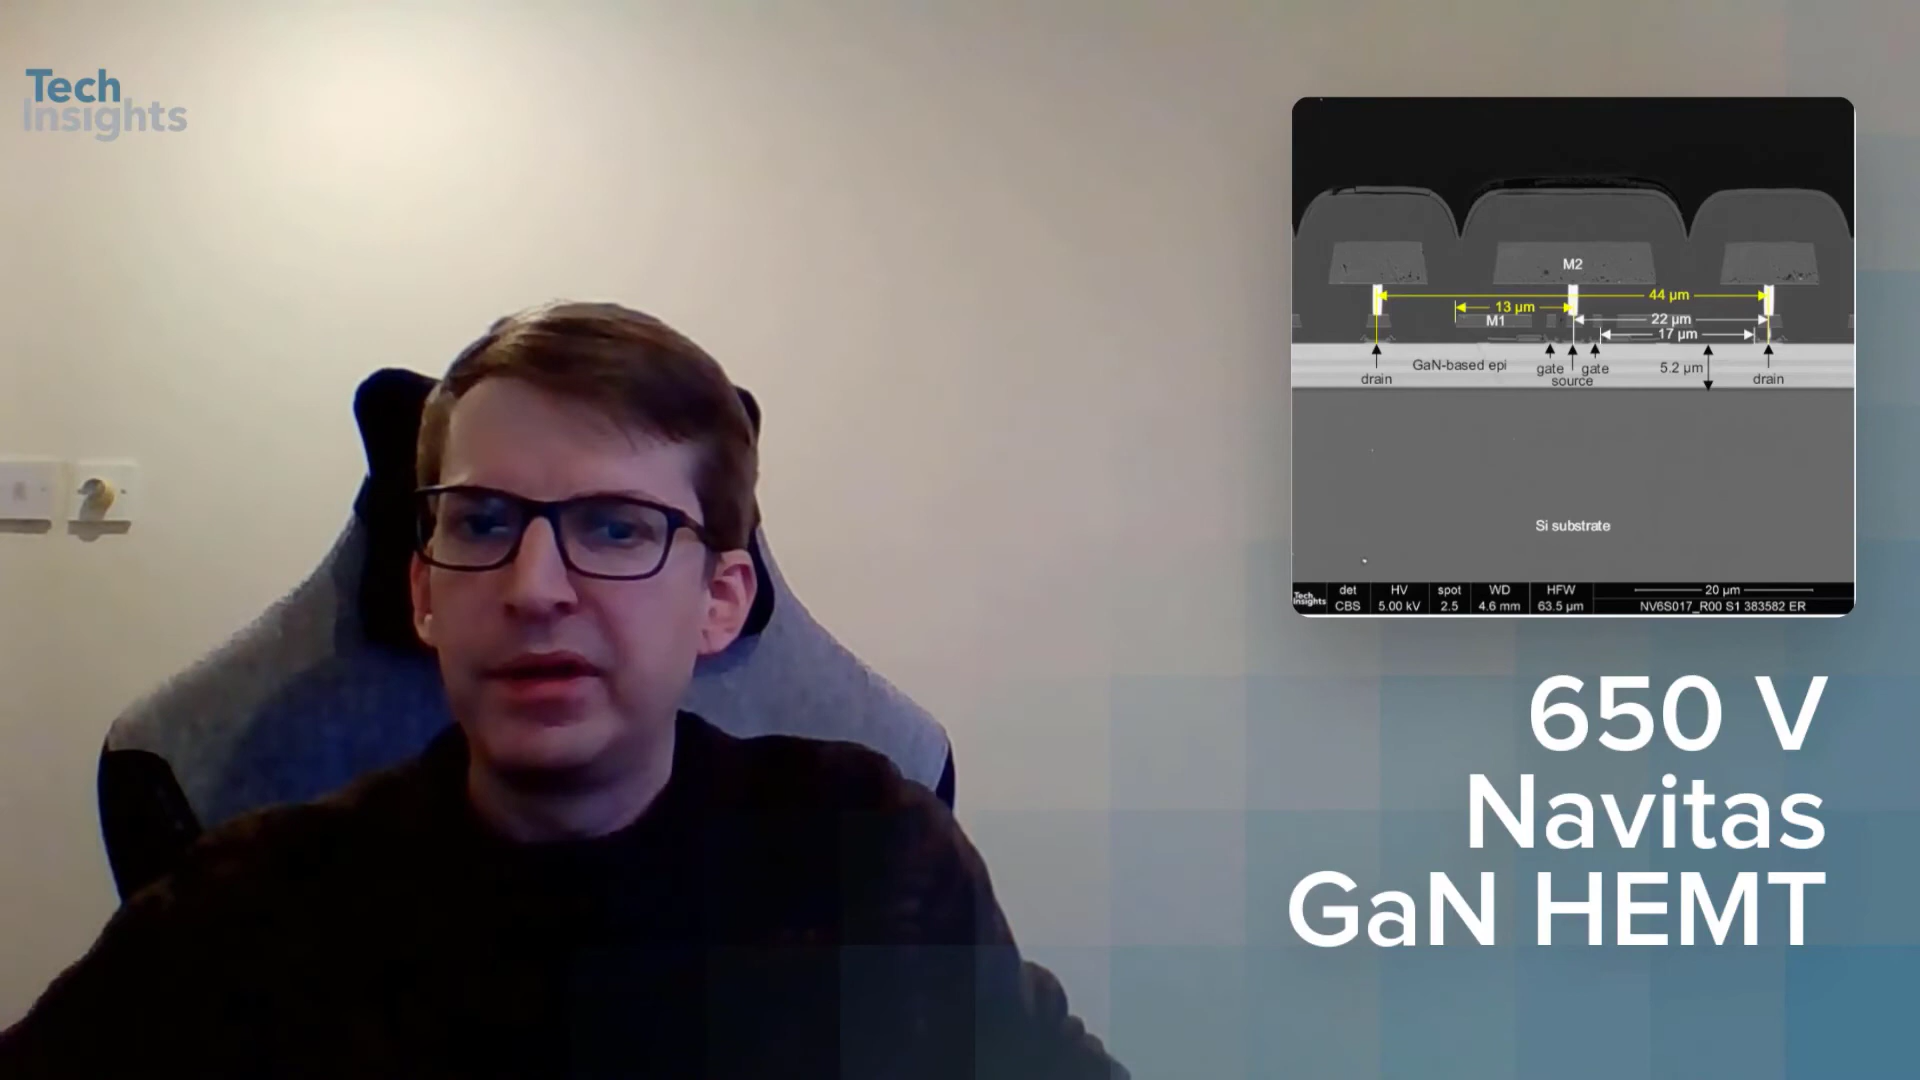 Tech
Insights
M2
44 µm
13 µm
M1
22 µm
17 µm
GaN-based epi
gate
gate
5.2 µm
drain
source
drain
Si substrate
Tech
Insights
det HV spot WD HFW 20 µm
CBS 5.00 kV 2.5 4.6 mm 63.5 µm NV6S017_R00 S1 383582 ER
650 V
Navitas
GaN HEMT